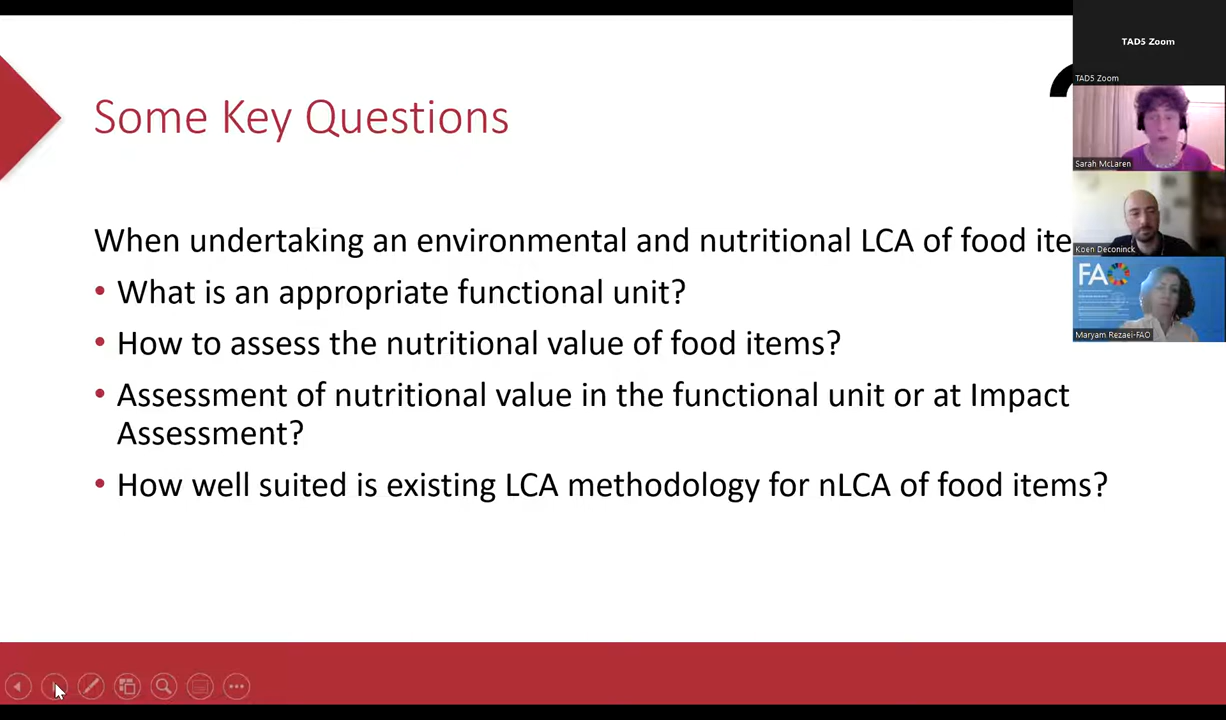 TAD5 Zoom
TAD5 Zoom
Some Key Questions
Sarah McLaren
When undertaking an environmental and nutritional LCA of food ite
Koen Deconinck
• What is an appropriate functional unit?
FAO
Maryam Rezaei-FAO
• How to assess the nutritional value of food items?
• Assessment of nutritional value in the functional unit or at Impact
Assessment?
• How well suited is existing LCA methodology for nLCA of food items?